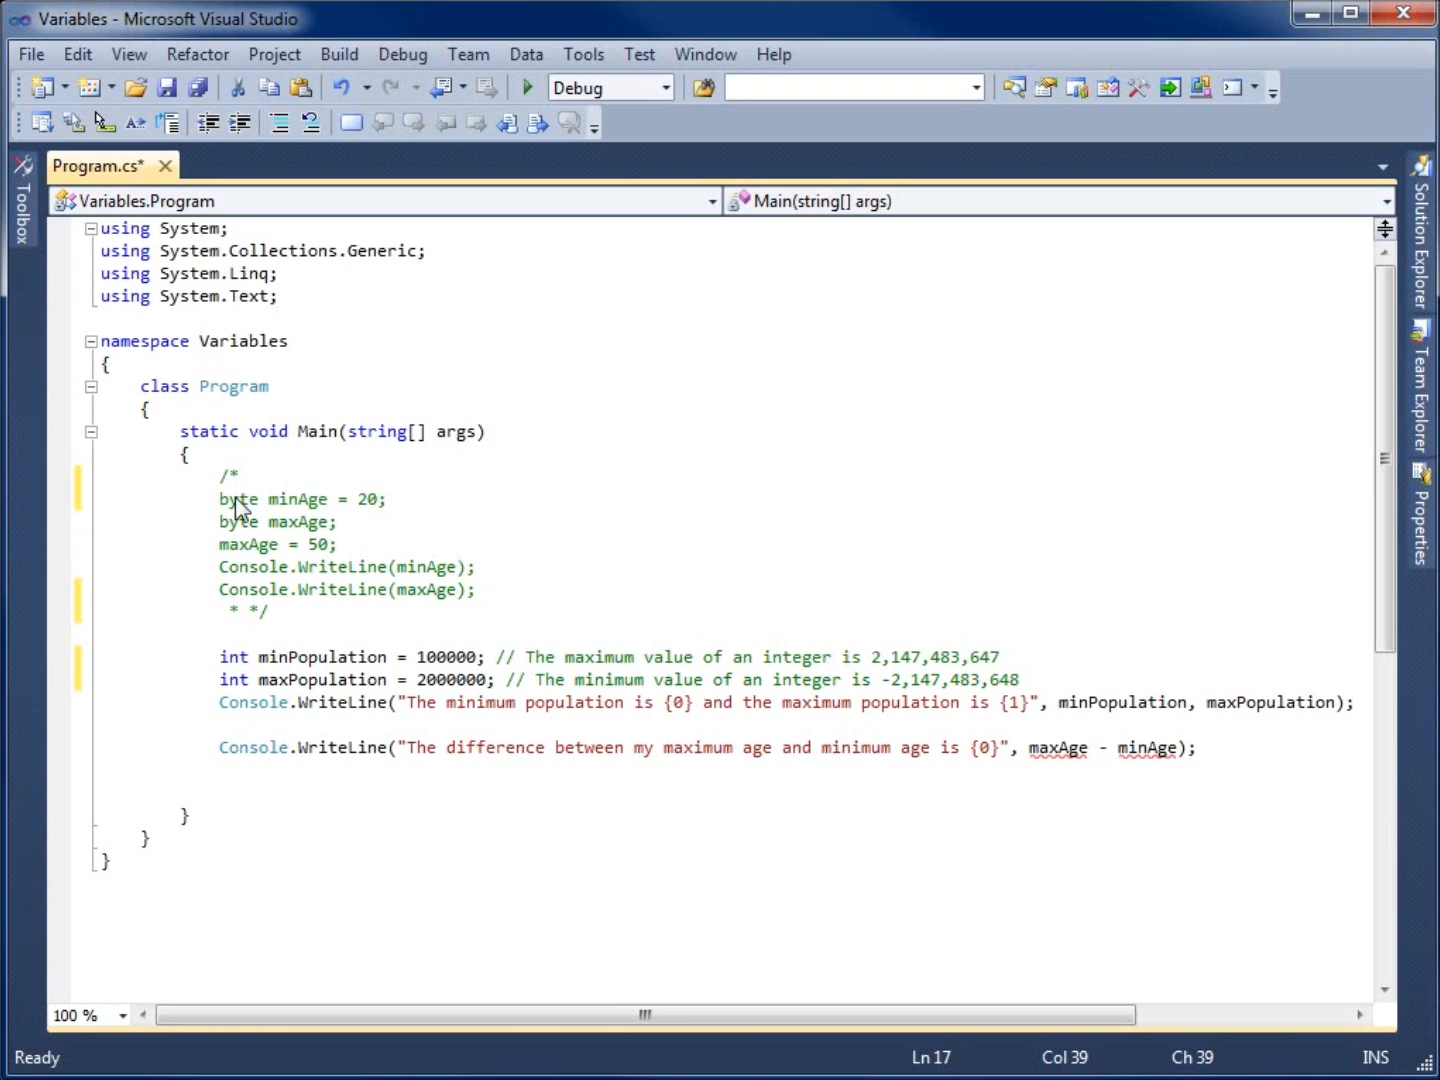 Variables - Microsoft Visual Studio
File Edit View Refactor Project Build Debug Team Data Tools Test Window Help
Debug
Program.cs*
Variables.Program
Main(string[] args)
using System;
using System.Collections.Generic;
using System.Linq;
using System.Text;
namespace Variables
{
class Program
{
static void Main(string[] args)
{
/*
byte minAge = 20;
byte maxAge;
maxAge = 50;
Console.WriteLine(minAge);
Console.WriteLine(maxAge);
* */
int minPopulation = 100000; // The maximum value of an integer is 2,147,483,647
int maxPopulation = 2000000; // The minimum value of an integer is -2,147,483,648
Console.WriteLine("The minimum population is {0} and the maximum population is {1}", minPopulation, maxPopulation);
Console.WriteLine("The difference between my maximum age and minimum age is {0}", maxAge - minAge);
}
}
}
Toolbox
Solution Explorer
Team Explorer
Properties
100 %
Ready
Ln 17
Col 39
Ch 39
INS